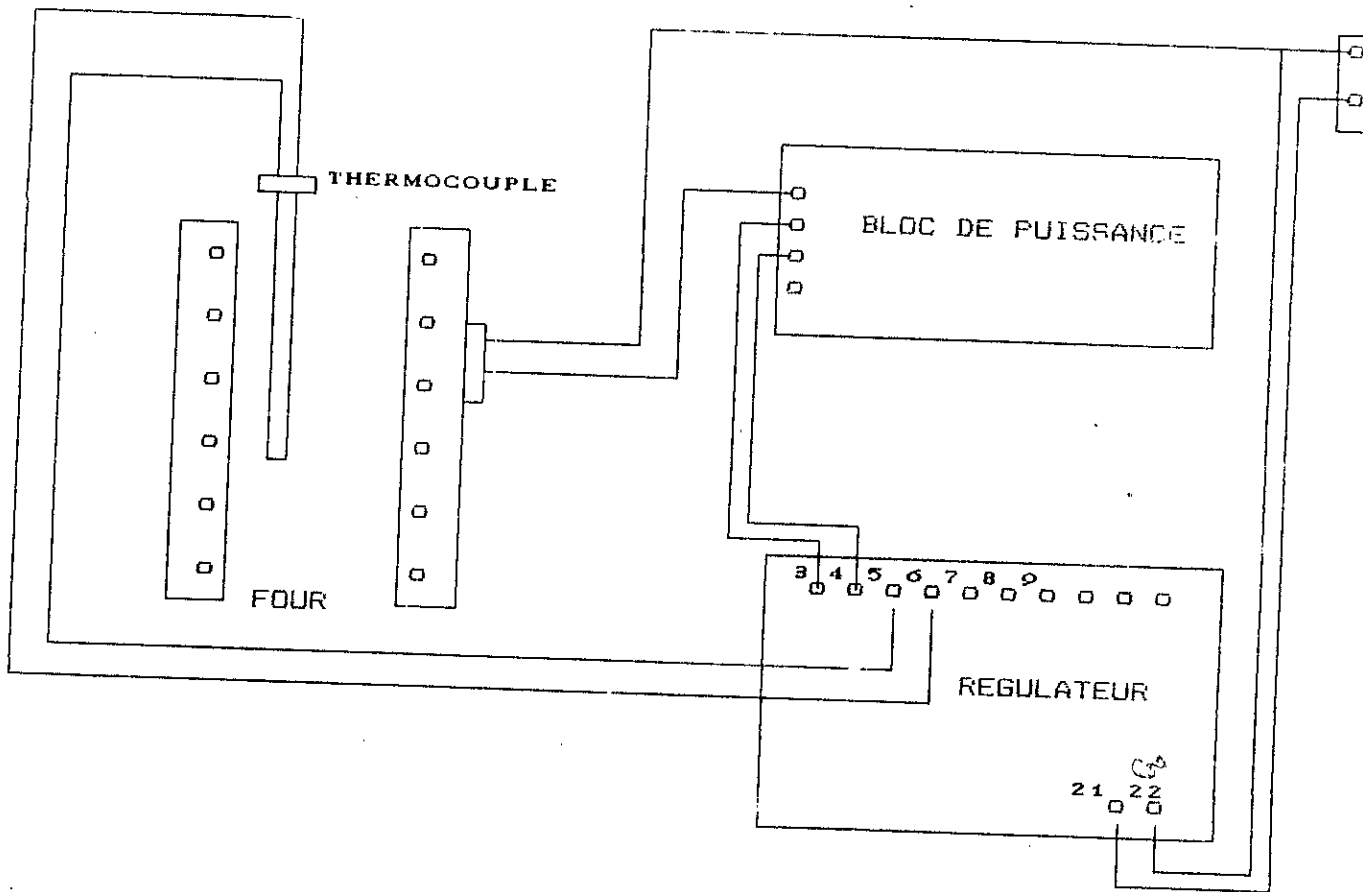 THERMOCOUPLE
BLOC DE PUISSANCE
3 4 5 6 7 8 9
FOUR
REGULATEUR
21 22